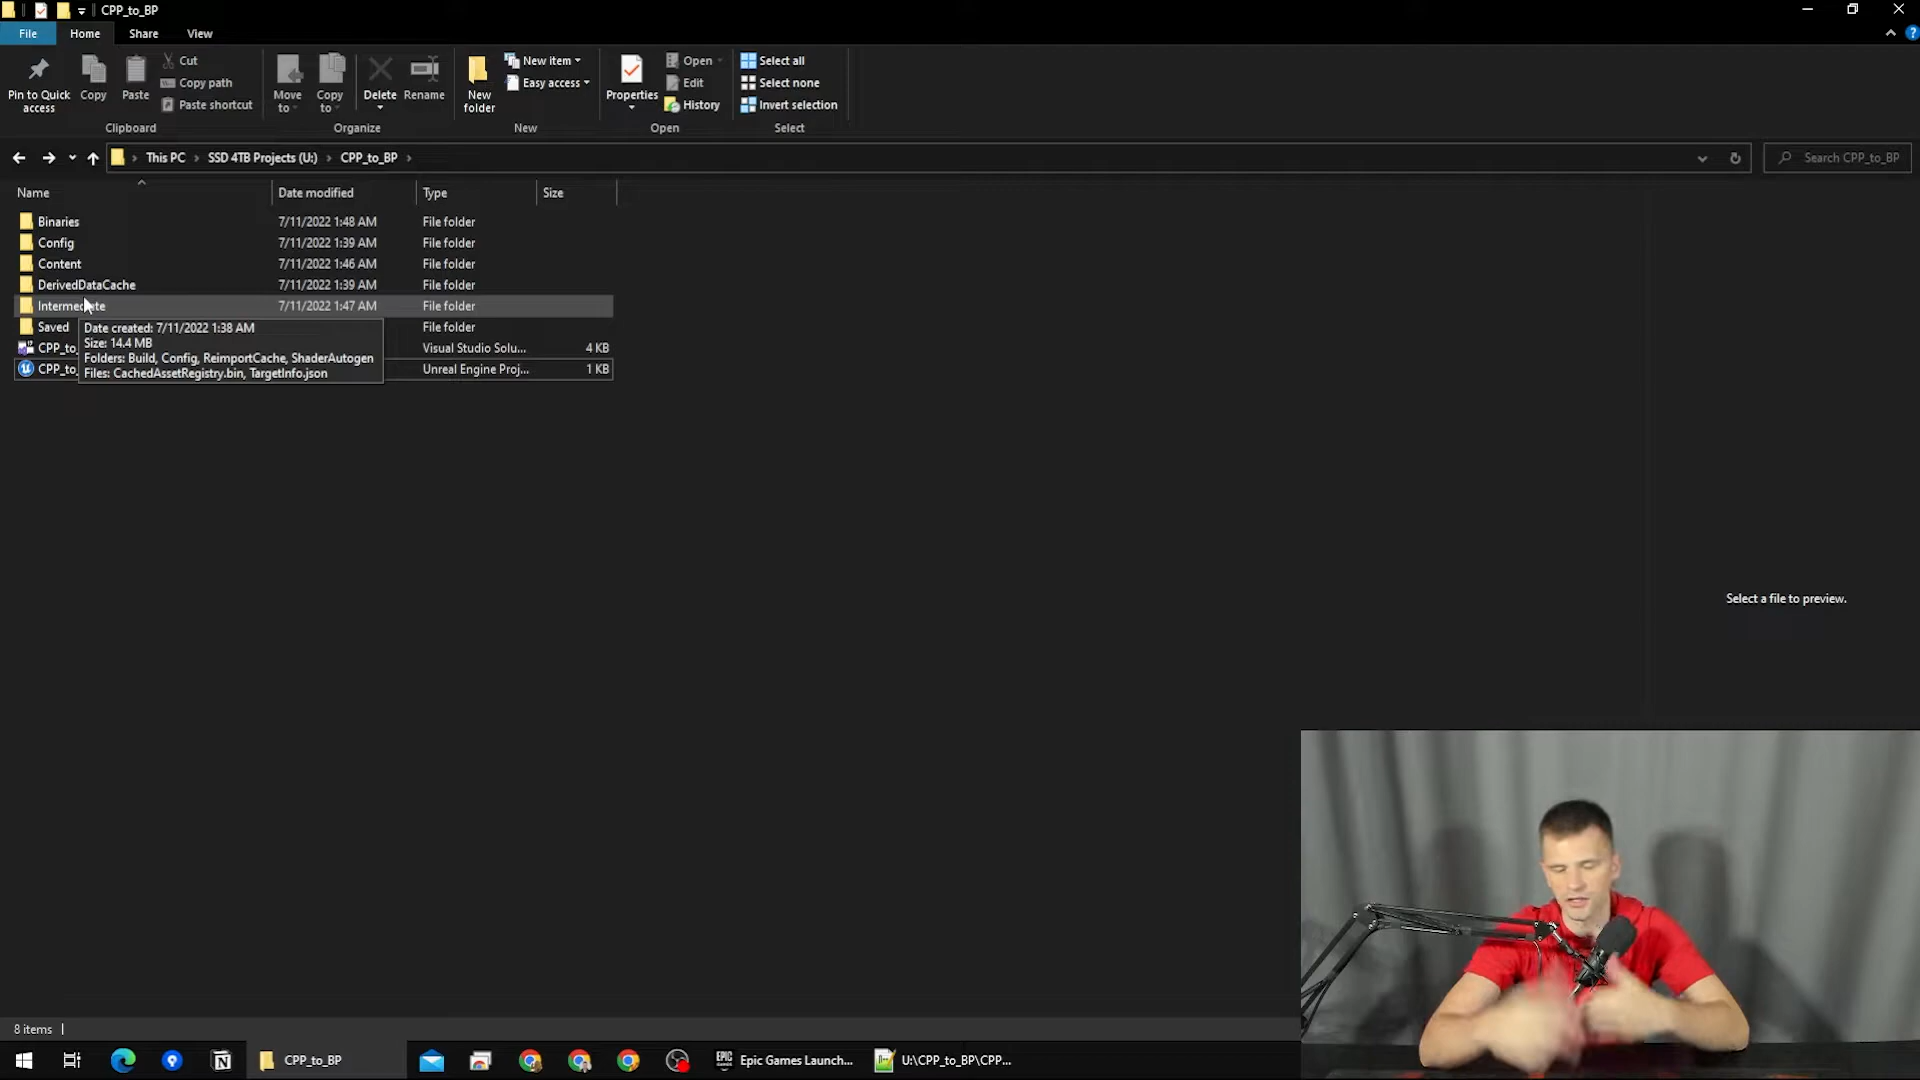 CPP_to_BP
File Home Share View
Pin to Quick access
Copy
Paste
Cut
Copy path
Paste shortcut
Clipboard
Move to
Copy to
Delete
Rename
Organize
New folder
New item
Easy access
New
Properties
Open
Edit
History
Open
Select all
Select none
Invert selection
Select
This PC > SSD 4TB Projects (U:) > CPP_to_BP >
Search CPP_to_BP
Name Date modified Type Size
Binaries 7/11/2022 1:48 AM File folder
Config 7/11/2022 1:39 AM File folder
Content 7/11/2022 1:46 AM File folder
DerivedDataCache 7/11/2022 1:39 AM File folder
Intermediate 7/11/2022 1:47 AM File folder
Saved File folder
CPP_to_ Visual Studio Solu... 4 KB
CPP_to_ Unreal Engine Proj... 1 KB
Date created: 7/11/2022 1:38 AM
Size: 14.4 MB
Folders: Build, Config, ReimportCache, ShaderAutogen
Files: CachedAssetRegistry.bin, TargetInfo.json
Select a file to preview.
8 items
CPP_to_BP
EPIC GAMES
Epic Games Launch...
U:\CPP_to_BP\CPP...